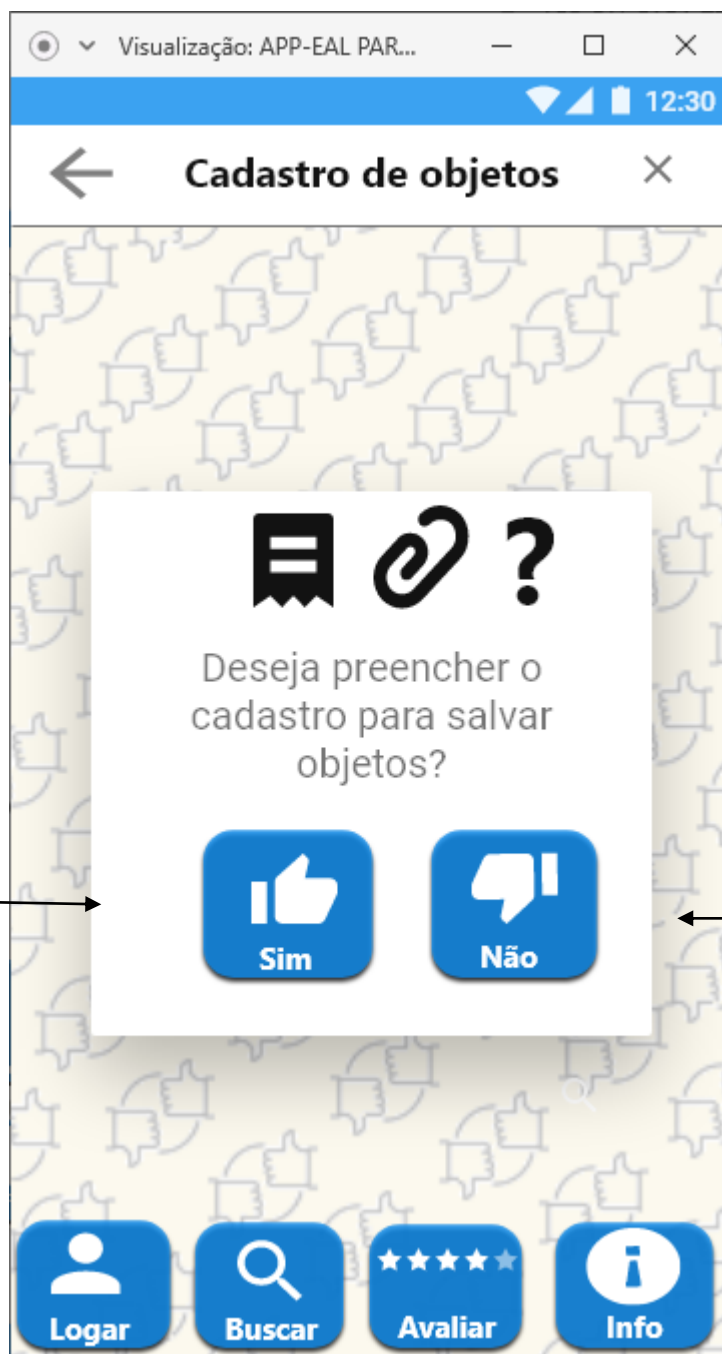 Visualização: APP-EAL PAR...
12:30
Cadastro de objetos
?
Deseja preencher o
cadastro para salvar
objetos?
Sim
Não
Logar
Buscar
Avaliar
Info